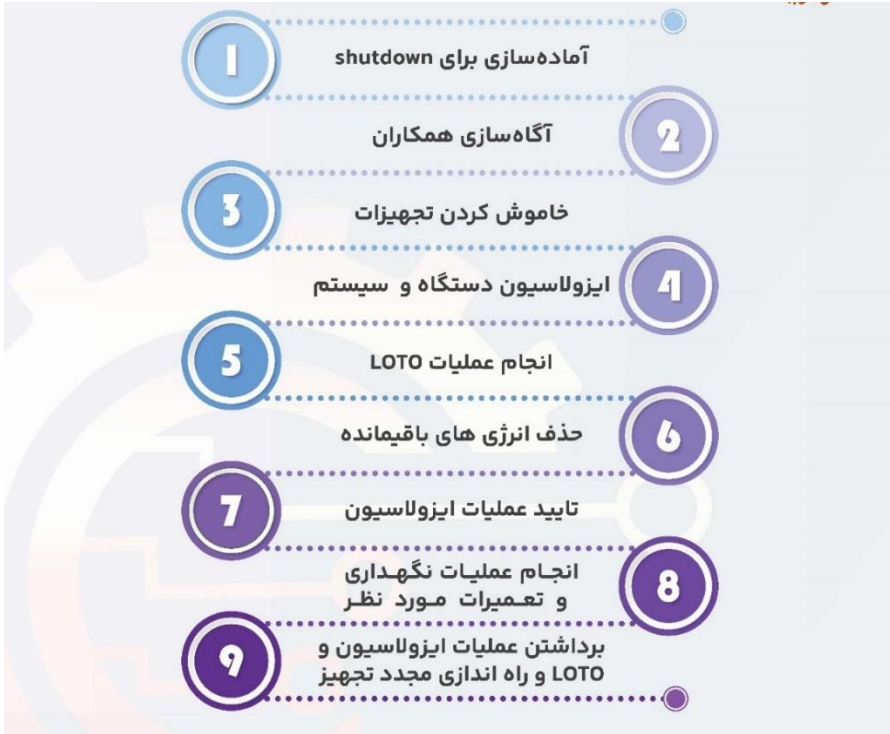 1
آماده‌سازی برای shutdown
2
آگاه‌سازی همکاران
3
خاموش کردن تجهیزات
4
ایزولاسیون دستگاه و سیستم
5
انجام عملیات LOTO
6
حذف انرژی های باقیمانده
7
تایید عملیات ایزولاسیون
8
انجام عملیات نگهداری
و تعمیرات مورد نظر
9
برداشتن عملیات ایزولاسیون و
LOTO و راه اندازی مجدد تجهیز